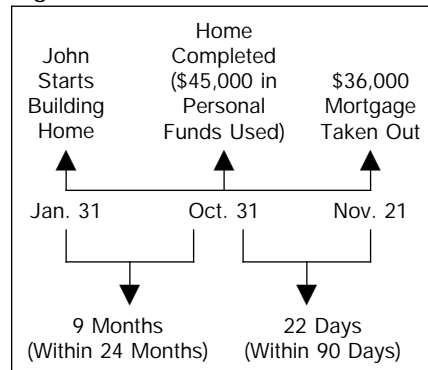 John
Starts
Building
Home
Home
Completed
($45,000 in
Personal
Funds Used)
$36,000
Mortgage
Taken Out
Jan. 31
Oct. 31
Nov. 21
9 Months
(Within 24 Months)
22 Days
(Within 90 Days)